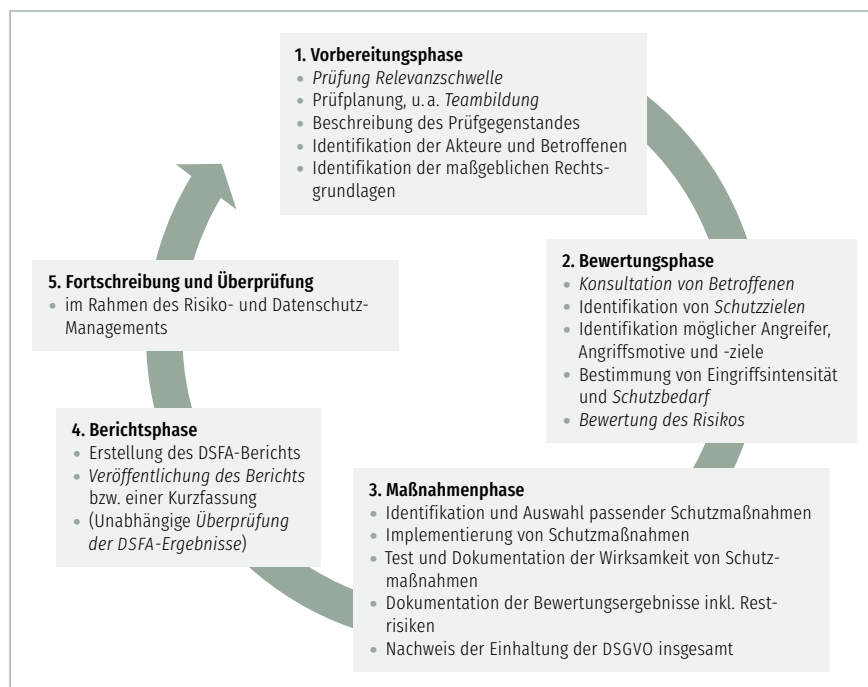 1. Vorbereitungsphase
• Prüfung Relevanzschwelle
• Prüfplanung, u. a. Teambildung
• Beschreibung des Prüfgegenstandes
• Identifikation der Akteure und Betroffenen
• Identifikation der maßgeblichen Rechts-
grundlagen
2. Bewertungsphase
• Konsultation von Betroffenen
• Identifikation von Schutzzielen
• Identifikation möglicher Angreifer,
Angriffsmotive und -ziele
• Bestimmung von Eingriffsintensität
und Schutzbedarf
• Bewertung des Risikos
3. Maßnahmenphase
• Identifikation und Auswahl passender Schutzmaßnahmen
• Implementierung von Schutzmaßnahmen
• Test und Dokumentation der Wirksamkeit von Schutz-
maßnahmen
• Dokumentation der Bewertungsergebnisse inkl. Rest-
risiken
• Nachweis der Einhaltung der DSGVO insgesamt
4. Berichtsphase
• Erstellung des DSFA-Berichts
• Veröffentlichung des Berichts
bzw. einer Kurzfassung
• (Unabhängige Überprüfung
der DSFA-Ergebnisse)
5. Fortschreibung und Überprüfung
• im Rahmen des Risiko- und Datenschutz-
Managements